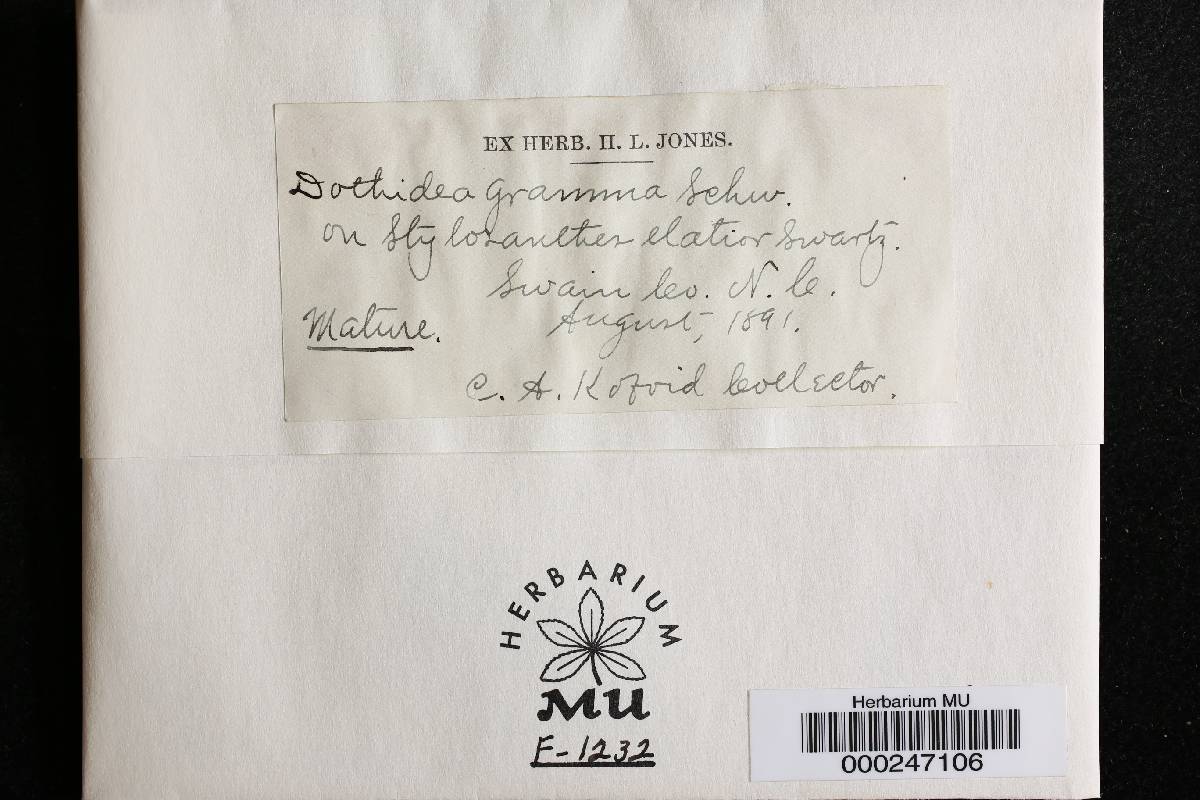 EX HERB. H. L. JONES.
Dothidea gramma Schw.
on Stylosanthes elatior Swartz.
Swain Co. N. C.
Mature.
August, 1891.
C. A. Kofoid Collector.
HERBARIUM
MU
F-1232
Herbarium MU
000247106